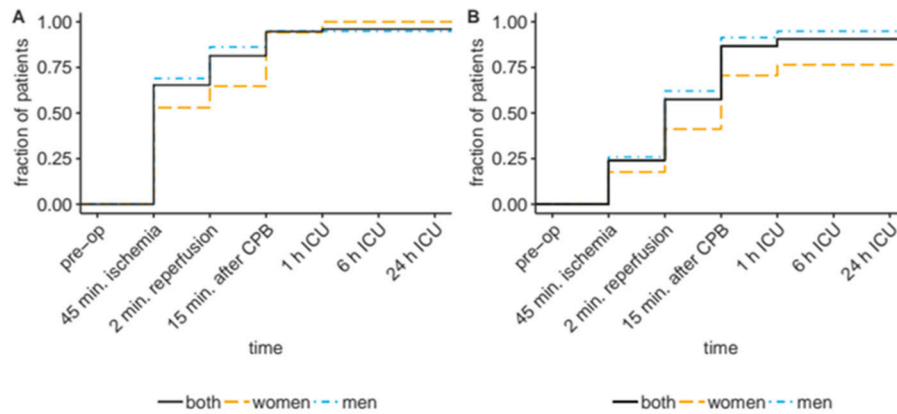 A
fraction of patients
1.00
0.75
0.50
0.25
0.00
pre-op
45 min. ischemia
2 min. reperfusion
15 min. after CPB
1 h ICU
6 h ICU
24 h ICU
time
both women men
B
fraction of patients
1.00
0.75
0.50
0.25
0.00
pre-op
45 min. ischemia
2 min. reperfusion
15 min. after CPB
1 h ICU
6 h ICU
24 h ICU
time
both women men